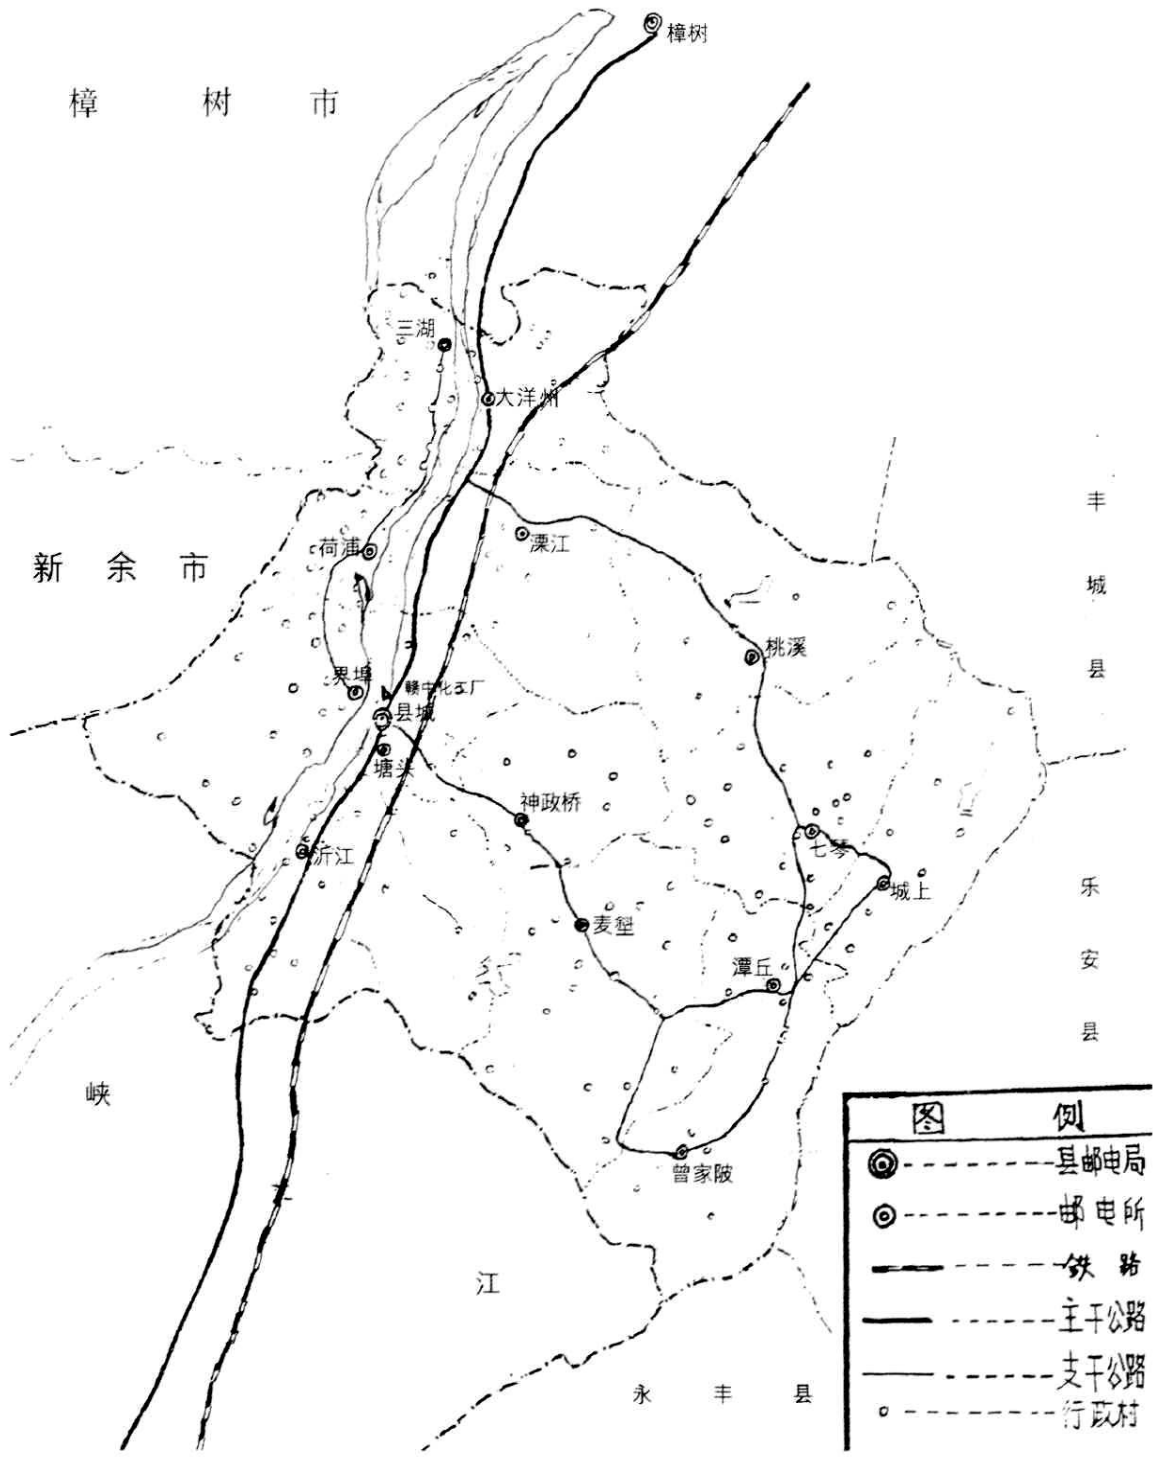 樟树
樟树市
三湖
大洋州
丰城县
溧江
荷浦
新余市
桃溪
界埠
赣中化工厂
县城
塘头
神政桥
七琴
沂江
城上
麦𡎚
乐安县
潭丘
峡江
曾家陂
永丰县
图例
县邮电局
邮电所
铁路
主干公路
支干公路
行政村